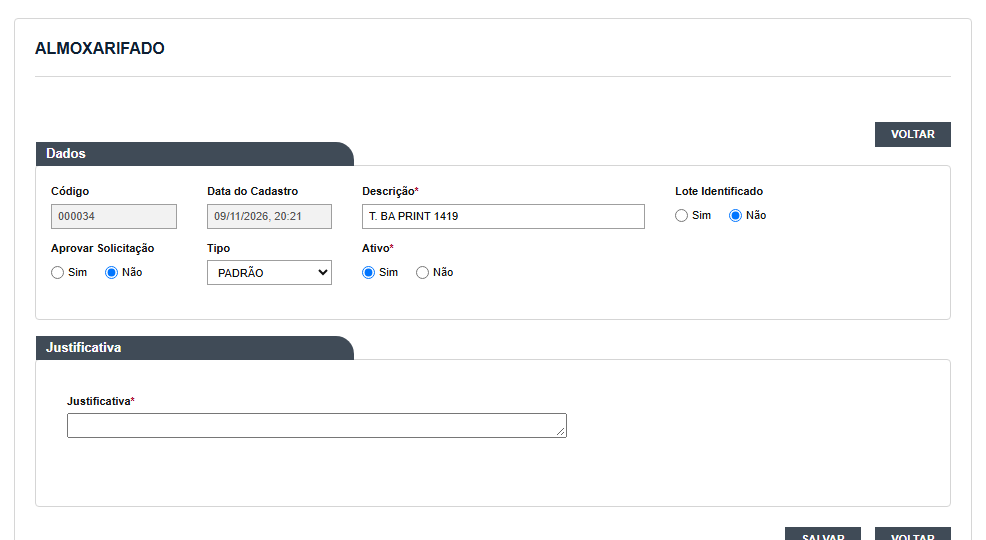 ALMOXARIFADO
VOLTAR
Dados
Código Data do Cadastro Descrição* Lote Identificado
000034 09/11/2026, 20:21 T. BA PRINT 1419 Sim Não
Aprovar Solicitação Tipo Ativo*
Sim Não PADRÃO Sim Não
Justificativa
Justificativa*
SALVAR VOLTAR